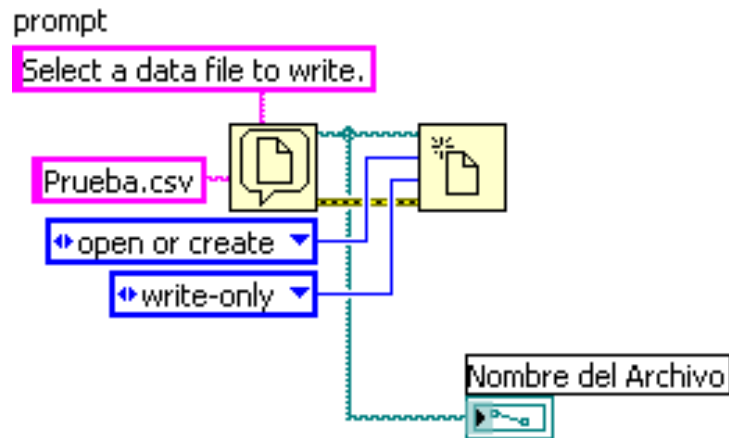 prompt
Select a data file to write.
Prueba.csv
open or create
write-only
Nombre del Archivo